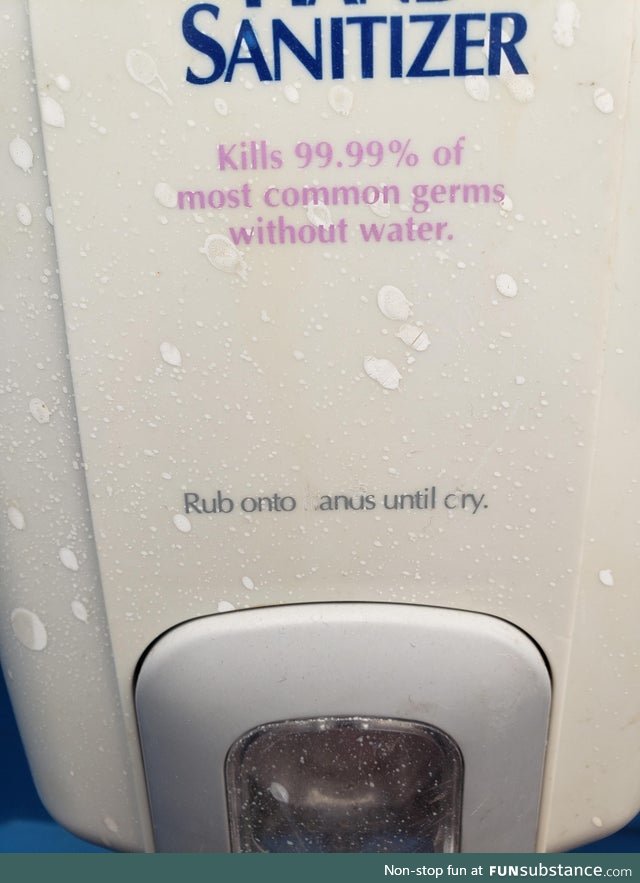 HAND
SANITIZER
Kills 99.99% of
most common germs
without water.
Rub onto anus until cry.
Non-stop fun at FUNsubstance.com